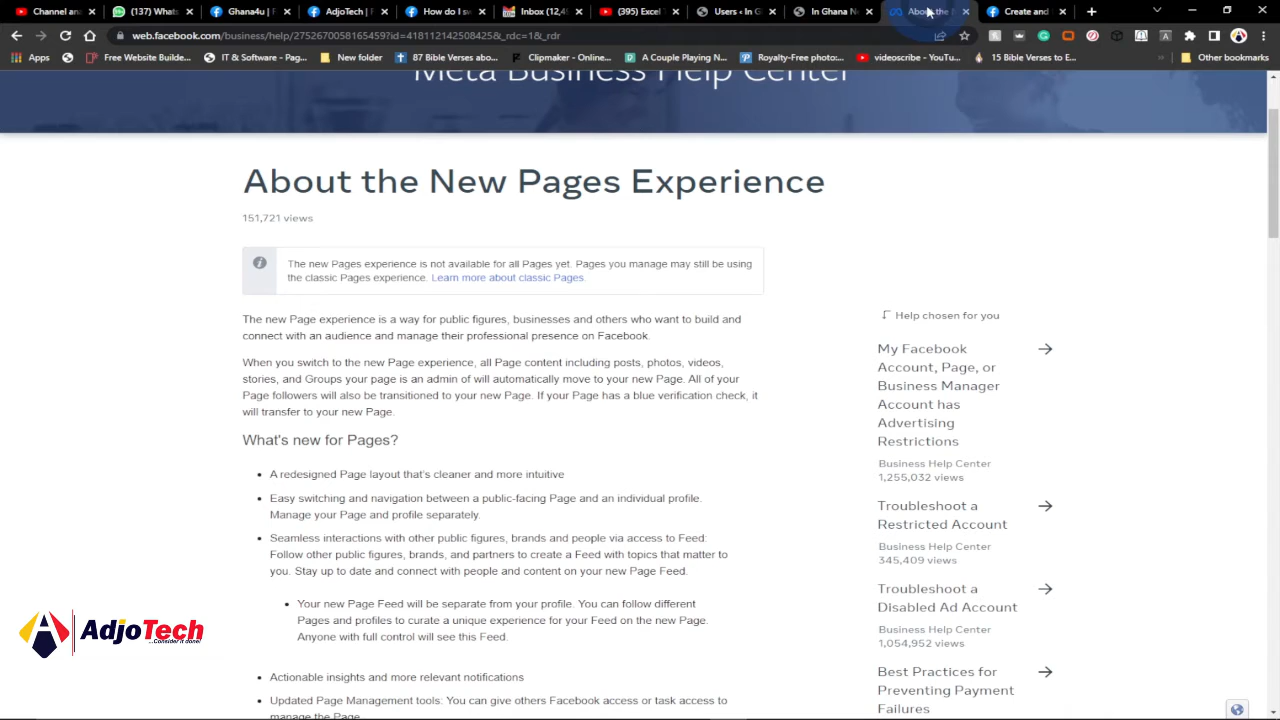 Channel an
(137) Whats
Ghana4u |
AdjoTech |
How do I sw
Inbox (12,4
(395) Excel
Users ‹ In G
In Ghana Ne
About the
Create and
web.facebook.com/business/help/275267005816545​9?id=418112142508425&_rdc=1&_rdr
Apps
Free Website Builde...
IT & Software - Pag...
New folder
87 Bible Verses abo...
Clipmaker - Online...
A Couple Playing N...
Royalty-Free photo:...
videoscribe - YouTu...
15 Bible Verses to E...
»
Other bookmarks
Meta Business Help Center
About the New Pages Experience
151,721 views
The new Pages experience is not available for all Pages yet. Pages you manage may still be using
the classic Pages experience. Learn more about classic Pages.
The new Page experience is a way for public figures, businesses and others who want to build and
connect with an audience and manage their professional presence on Facebook.
When you switch to the new Page experience, all Page content including posts, photos, videos,
stories, and Groups your page is an admin of will automatically move to your new Page. All of your
Page followers will also be transitioned to your new Page. If your Page has a blue verification check, it
will transfer to your new Page.
What's new for Pages?
• A redesigned Page layout that's cleaner and more intuitive
• Easy switching and navigation between a public-facing Page and an individual profile.
Manage your Page and profile separately.
• Seamless interactions with other public figures, brands and people via access to Feed:
Follow other public figures, brands, and partners to create a Feed with topics that matter to
you. Stay up to date and connect with people and content on your new Page Feed.
• Your new Page Feed will be separate from your profile. You can follow different
Pages and profiles to curate a unique experience for your Feed on the new Page.
Anyone with full control will see this Feed.
• Actionable insights and more relevant notifications
• Updated Page Management tools: You can give others Facebook access or task access to
manage the Page
Help chosen for you
My Facebook
Account, Page, or
Business Manager
Account has
Advertising
Restrictions
Business Help Center
1,255,032 views
Troubleshoot a
Restricted Account
Business Help Center
345,409 views
Troubleshoot a
Disabled Ad Account
Business Help Center
1,054,952 views
Best Practices for
Preventing Payment
Failures
AdjoTech
...Consider it done!